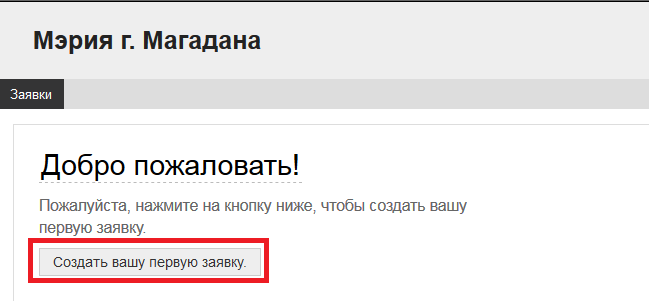 Мэрия г. Магадана
Заявки
Добро пожаловать!
Пожалуйста, нажмите на кнопку ниже, чтобы создать вашу
первую заявку.
Создать вашу первую заявку.